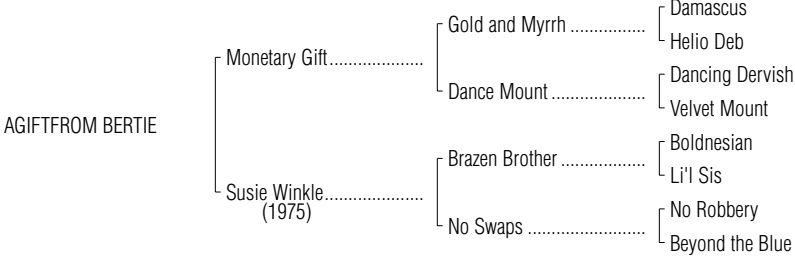 Damascus
Gold and Myrrh ................
Helio Deb
Monetary Gift.....................
Dancing Dervish
Dance Mount ....................
Velvet Mount
AGIFTFROM BERTIE
Boldnesian
Brazen Brother ..................
Li'l Sis
Susie Winkle......................
(1975)
No Robbery
No Swaps .........................
Beyond the Blue